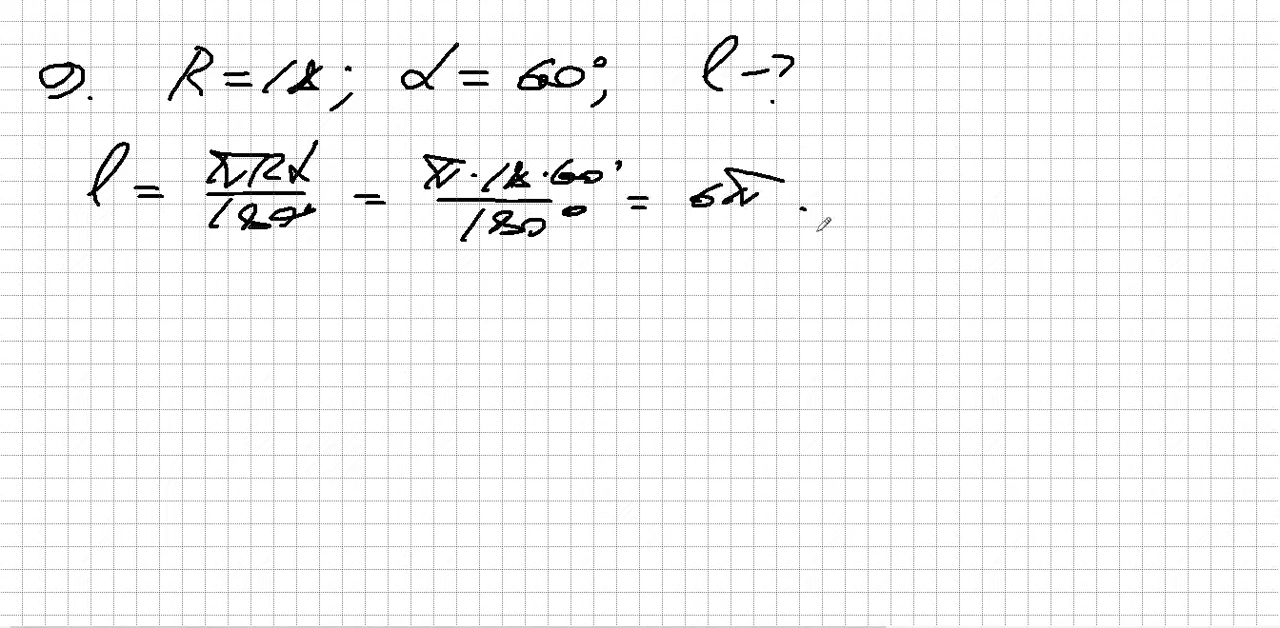 9. R = 18; α = 60°; l - ?
l = πRα/180° = π · 18 · 60°/180° = 6π.